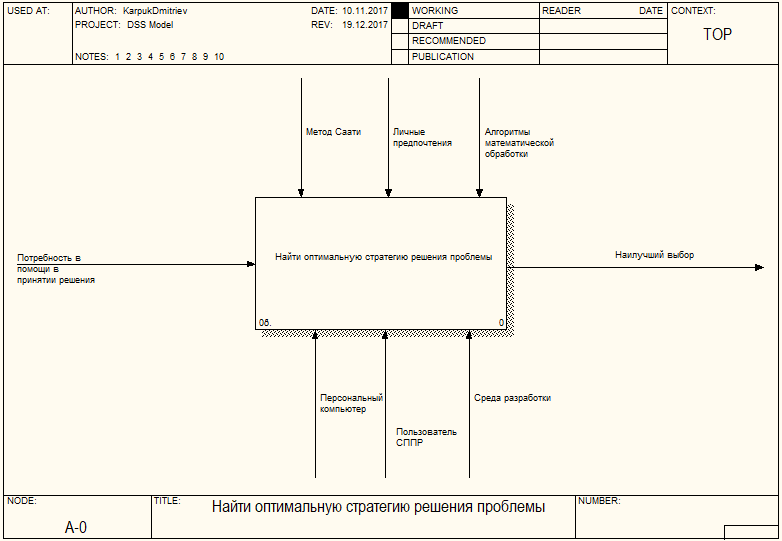 USED AT:
AUTHOR: KarpukDmitriev
DATE: 10.11.2017
WORKING
READER
DATE
CONTEXT:
PROJECT: DSS Model
REV: 19.12.2017
DRAFT
RECOMMENDED
TOP
NOTES: 1 2 3 4 5 6 7 8 9 10
PUBLICATION
Метод Саати
Личные
предпочтения
Алгоритмы
математической
обработки
Потребность в
помощи в
принятии решения
Найти оптимальную стратегию решения проблемы
0б.
0
Наилучший выбор
Персональный
компьютер
Пользователь
СППР
Среда разработки
NODE:
A-0
TITLE:
Найти оптимальную стратегию решения проблемы
NUMBER: